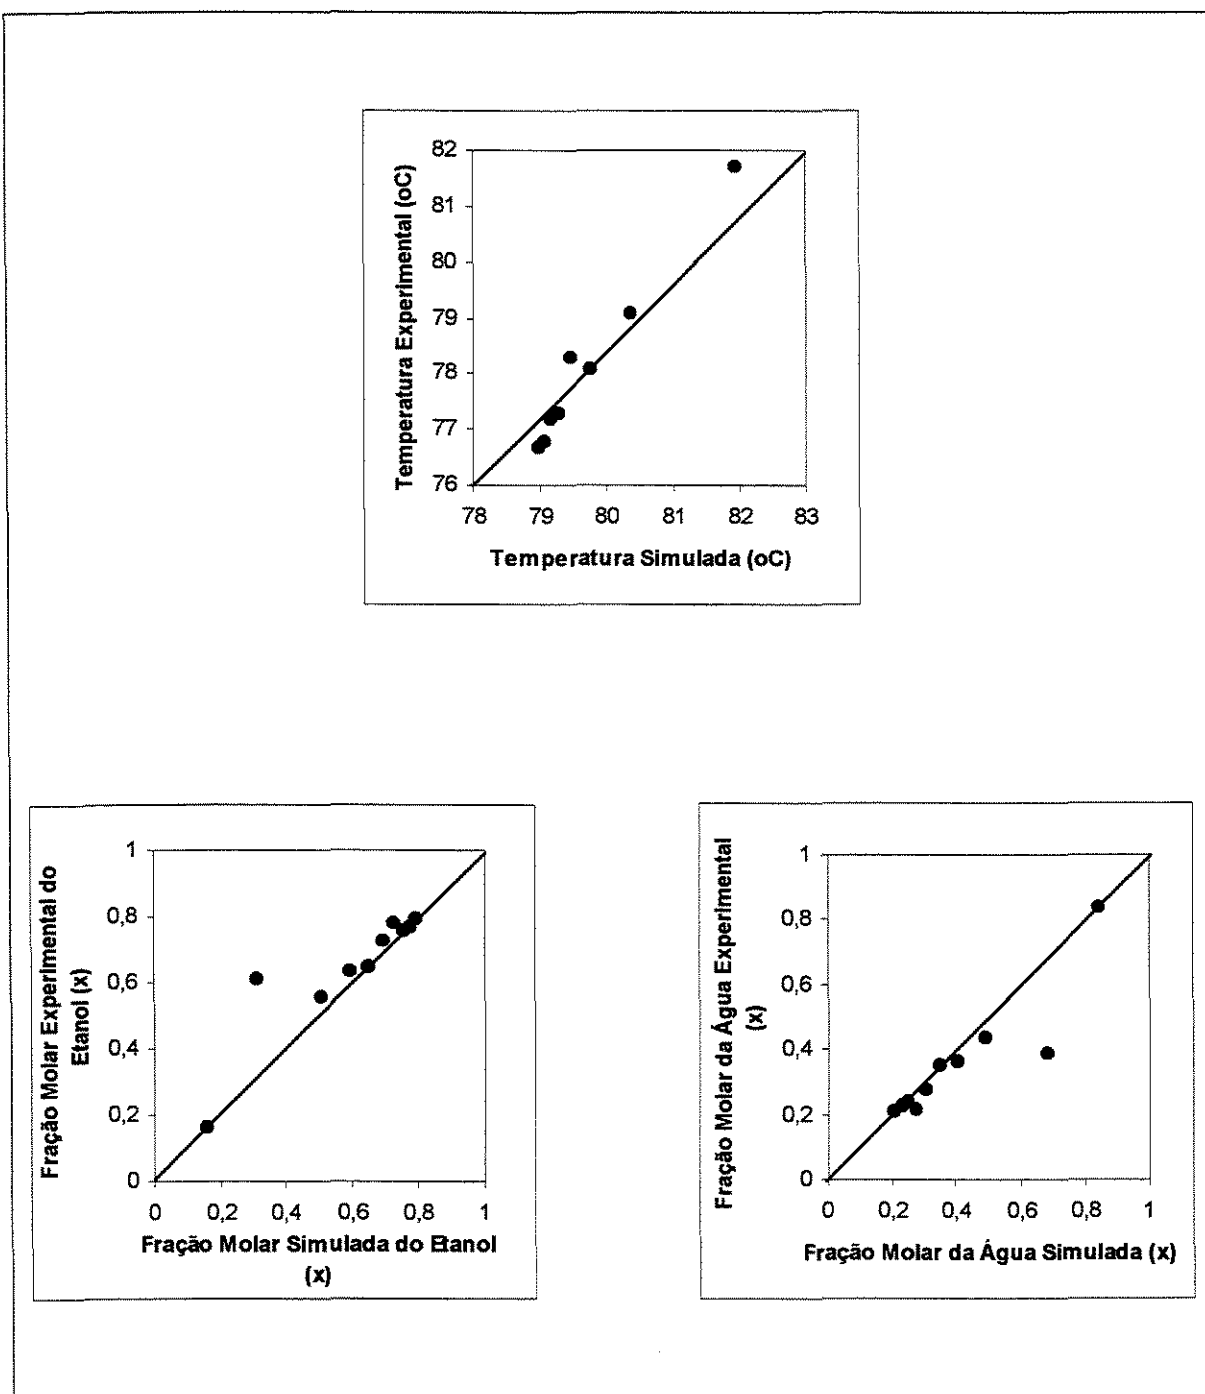 Temperatura Experimental (oC)
82
81
80
79
78
77
76
78 79 80 81 82 83
Temperatura Simulada (oC)
Fração Molar Experimental do
Etanol (x)
1
0,8
0,6
0,4
0,2
0
0 0,2 0,4 0,6 0,8 1
Fração Molar Simulada do Etanol
(x)
Fração Molar da Água Experimental
(x)
1
0,8
0,6
0,4
0,2
0
0 0,2 0,4 0,6 0,8 1
Fração Molar da Água Simulada (x)